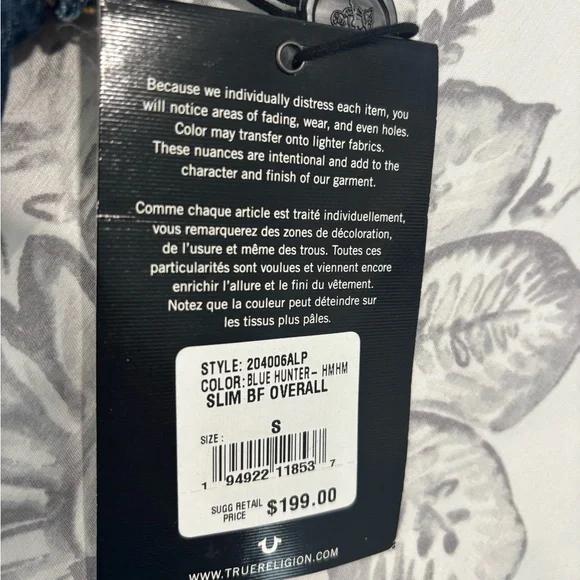 Because we individually distress each item, you
will notice areas of fading, wear, and even holes.
Color may transfer onto lighter fabrics.
These nuances are intentional and add to the
character and finish of our garment.
Comme chaque article est traité individuellement,
vous remarquerez des zones de décoloration,
de l'usure et même des trous. Toutes ces
particularités sont voulues et viennent encore
enrichir l'allure et le fini du vêtement.
Notez que la couleur peut déteindre sur
les tissus plus pâles.
STYLE: 204006ALP
COLOR: BLUE HUNTER- HMHM
SLIM BF OVERALL
SIZE: S
1 94922 11853 7
SUGG RETAIL PRICE $199.00
WWW.TRUERELIGION.COM